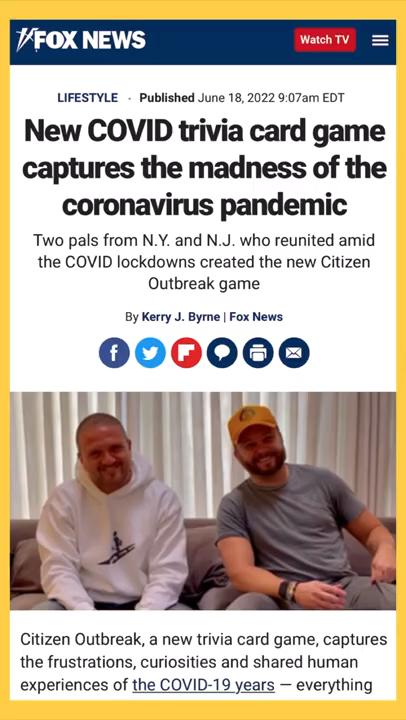 FOX NEWS
Watch TV
LIFESTYLE · Published June 18, 2022 9:07am EDT
New COVID trivia card game
captures the madness of the
coronavirus pandemic
Two pals from N.Y. and N.J. who reunited amid
the COVID lockdowns created the new Citizen
Outbreak game
By Kerry J. Byrne | Fox News
Citizen Outbreak, a new trivia card game, captures
the frustrations, curiosities and shared human
experiences of the COVID-19 years — everything